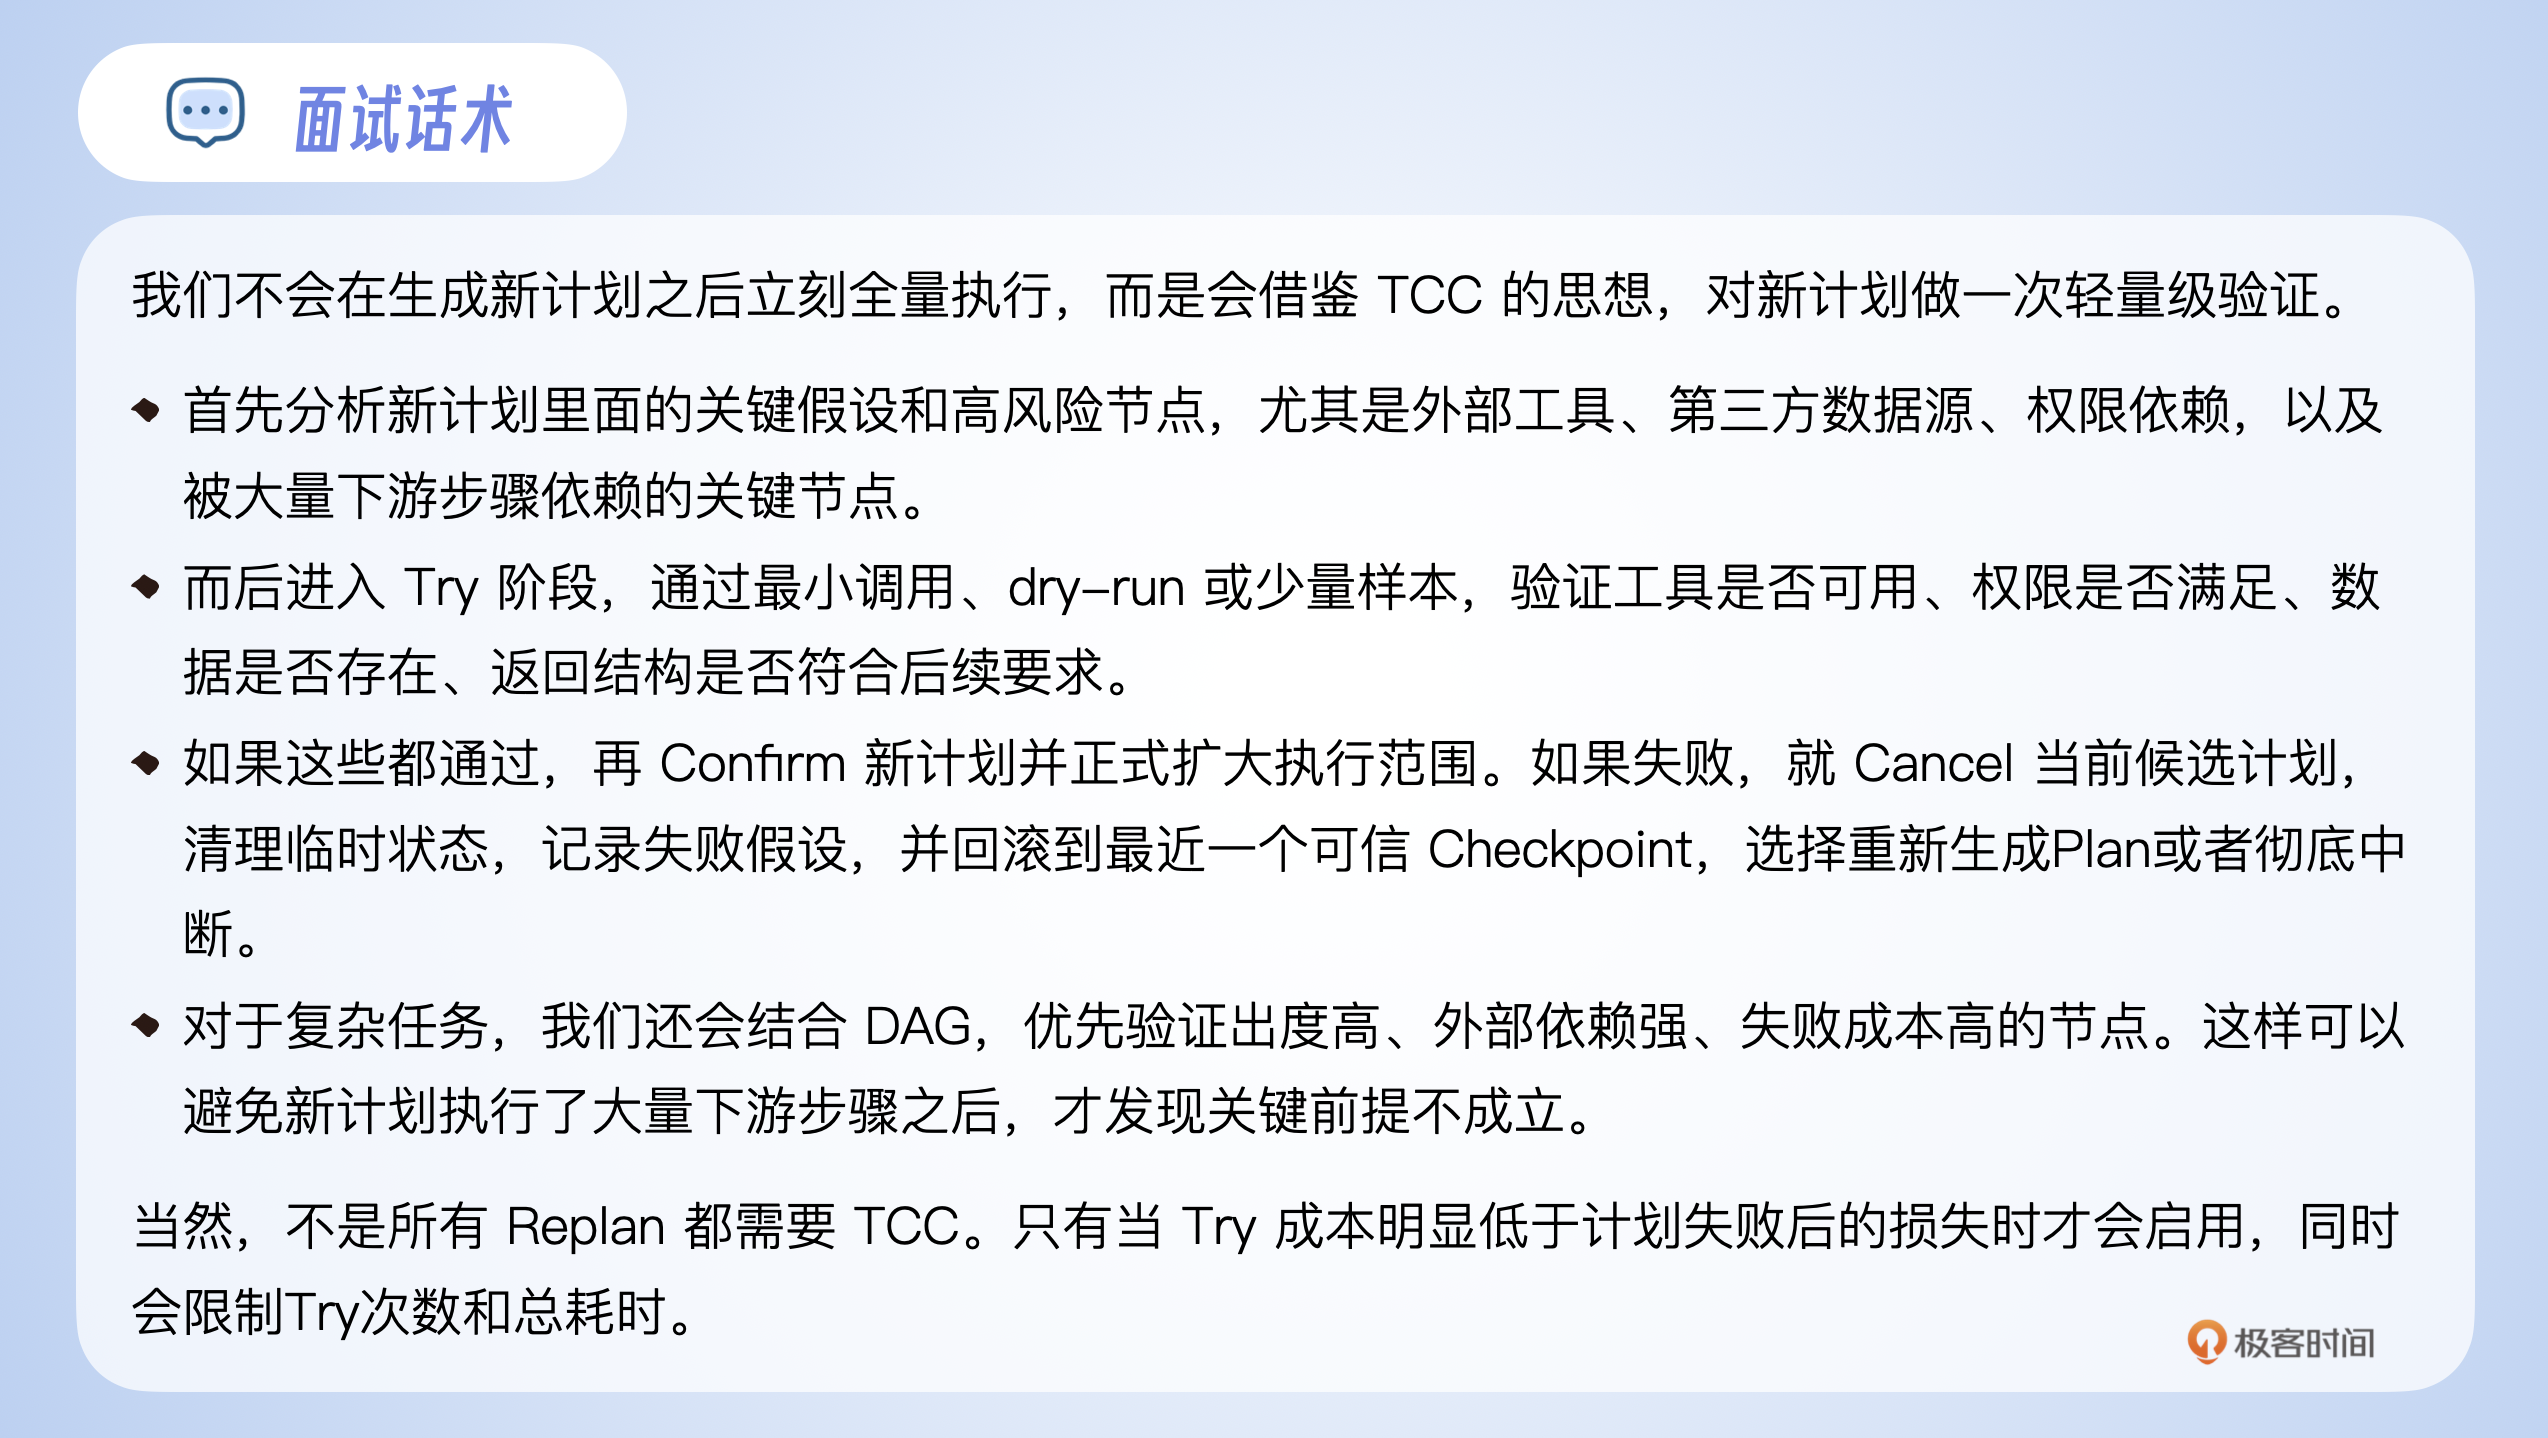 面试话术
我们不会在生成新计划之后立刻全量执行，而是会借鉴 TCC 的思想，对新计划做一次轻量级验证。
首先分析新计划里面的关键假设和高风险节点，尤其是外部工具、第三方数据源、权限依赖，以及
被大量下游步骤依赖的关键节点。
而后进入 Try 阶段，通过最小调用、dry-run 或少量样本，验证工具是否可用、权限是否满足、数
据是否存在、返回结构是否符合后续要求。
如果这些都通过，再 Confirm 新计划并正式扩大执行范围。如果失败，就 Cancel 当前候选计划，
清理临时状态，记录失败假设，并回滚到最近一个可信 Checkpoint，选择重新生成Plan或者彻底中
断。
对于复杂任务，我们还会结合 DAG，优先验证出度高、外部依赖强、失败成本高的节点。这样可以
避免新计划执行了大量下游步骤之后，才发现关键前提不成立。
当然，不是所有 Replan 都需要 TCC。只有当 Try 成本明显低于计划失败后的损失时才会启用，同时
会限制Try次数和总耗时。
极客时间